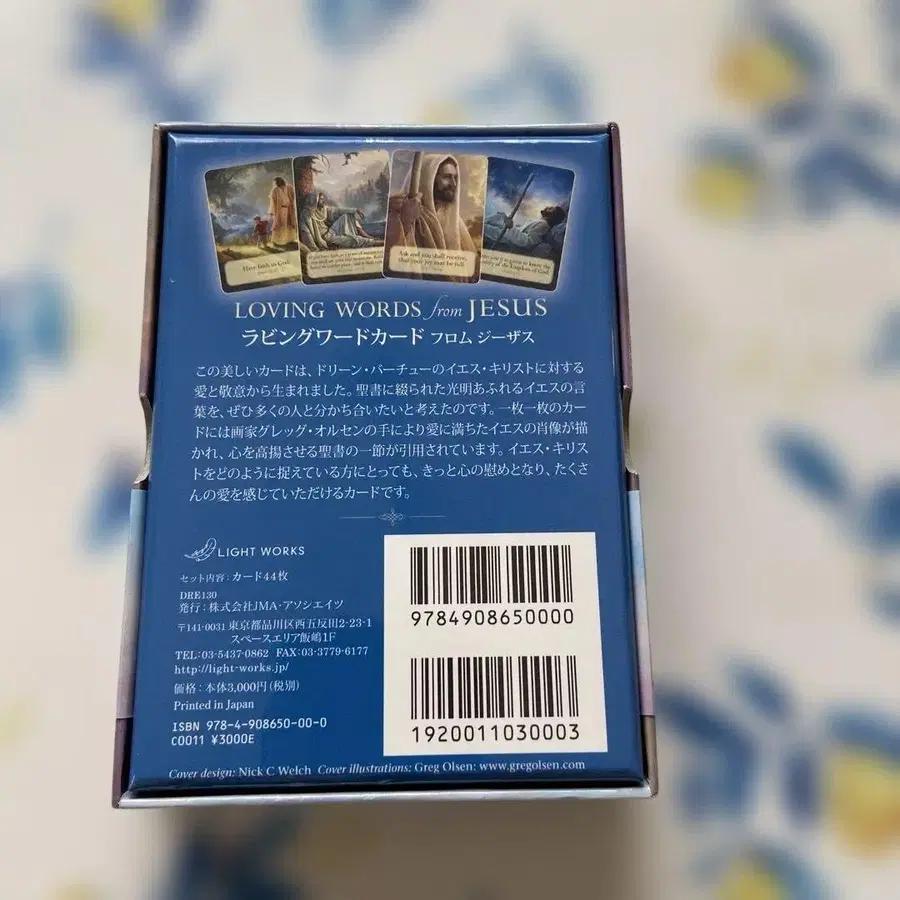 Have faith in God.
Ask and you shall receive,
that your joy may be full.
LOVING WORDS from JESUS
ラビングワードカード フロム ジーザス
この美しいカードは、ドリーン・バーチューのイエス・キリストに対する
愛と敬意から生まれました。聖書に綴られた光明あふれるイエスの言
葉を、ぜひ多くの人と分かち合いたいと考えたのです。一枚一枚のカー
ドには画家グレッグ・オルセンの手により愛に満ちたイエスの肖像が描
かれ、心を高揚させる聖書の一節が引用されています。イエス・キリス
トをどのように捉えている方にとっても、きっと心の慰めとなり、たくさ
んの愛を感じていただけるカードです。
LIGHT WORKS
セット内容：カード44枚
DRE130
発行：株式会社JMA・アソシエイツ
〒141-0031 東京都品川区西五反田2-23-1
スペースエリア飯嶋1F
TEL:03-5437-0862 FAX:03-3779-6177
http://light-works.jp/
価格：本体3,000円（税別）
Printed in Japan
ISBN 978-4-908650-00-0
C0011 ¥3000E
9784908650000
1920011030003
Cover design: Nick C Welch Cover illustrations: Greg Olsen: www.gregolsen.com